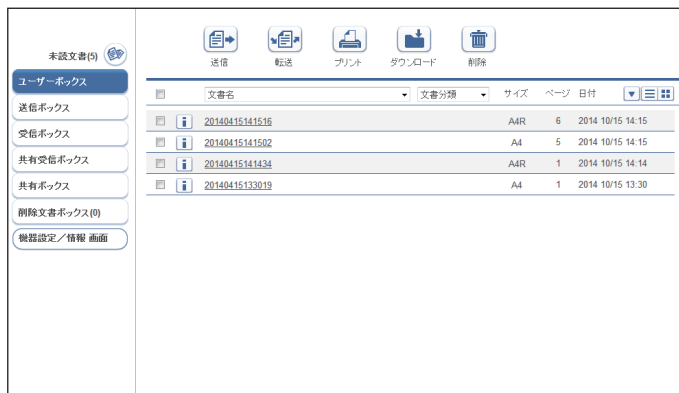 未読文書(5)
ユーザーボックス
送信ボックス
受信ボックス
共有受信ボックス
共有ボックス
削除文書ボックス(0)
機器設定／情報 画面
送信 転送 プリント ダウンロード 削除
文書名 文書分類 サイズ ページ 日付
20140415141516 A4R 6 2014 10/15 14:15
20140415141502 A4 5 2014 10/15 14:15
20140415141434 A4R 1 2014 10/15 14:14
20140415133019 A4 1 2014 10/15 13:30